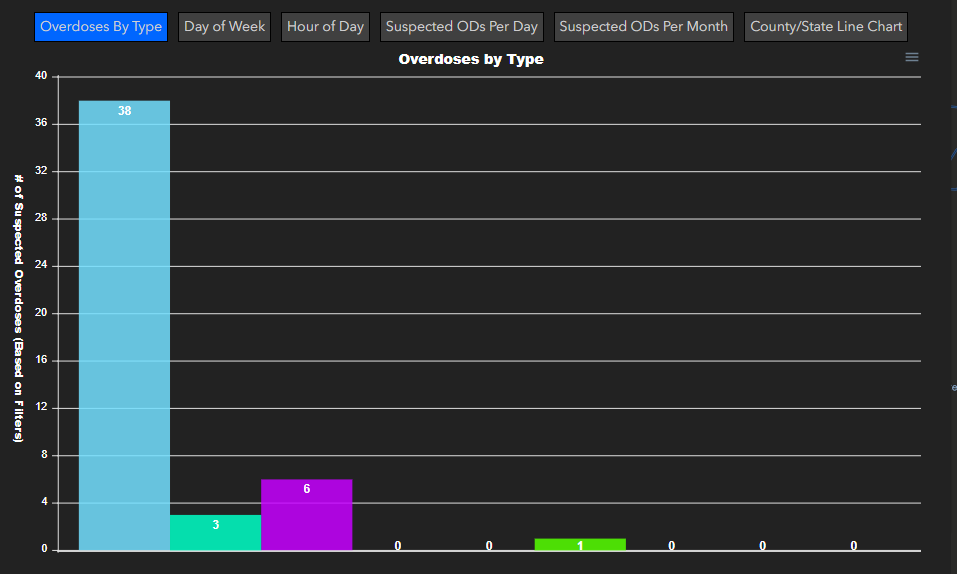 Overdoses By Type
Day of Week
Hour of Day
Suspected ODs Per Day
Suspected ODs Per Month
County/State Line Chart
Overdoses by Type
# of Suspected Overdoses (Based on Filters)
40
36
32
28
24
20
16
12
8
4
0
38
3
6
0
0
1
0
0
0